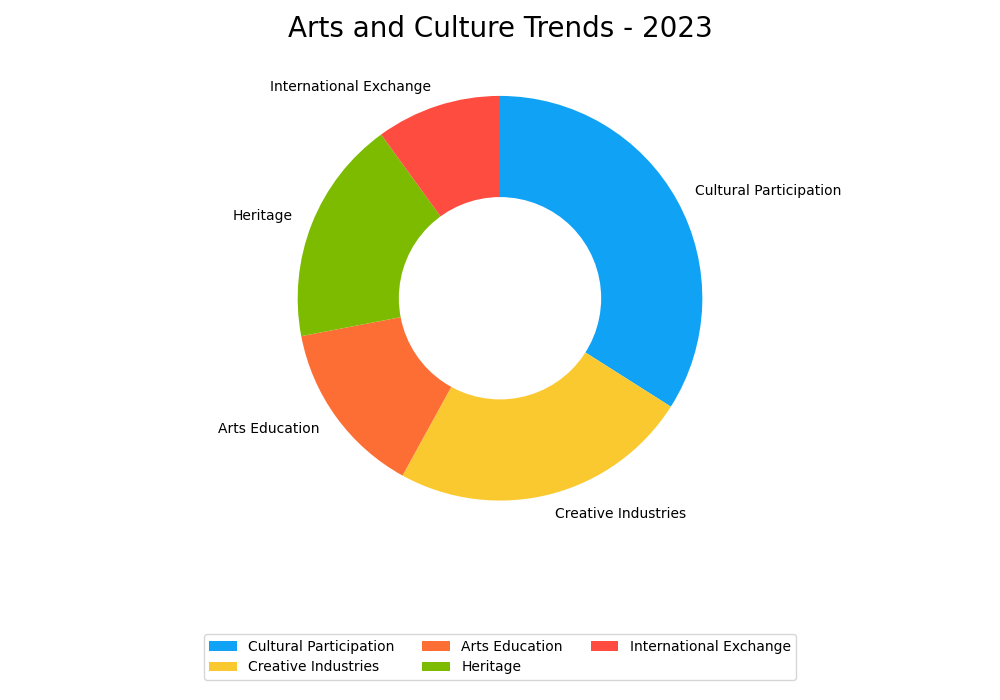 Arts and Culture Trends - 2023
International Exchange
Cultural Participation
Heritage
Arts Education
Creative Industries
Cultural Participation
Creative Industries
Arts Education
Heritage
International Exchange